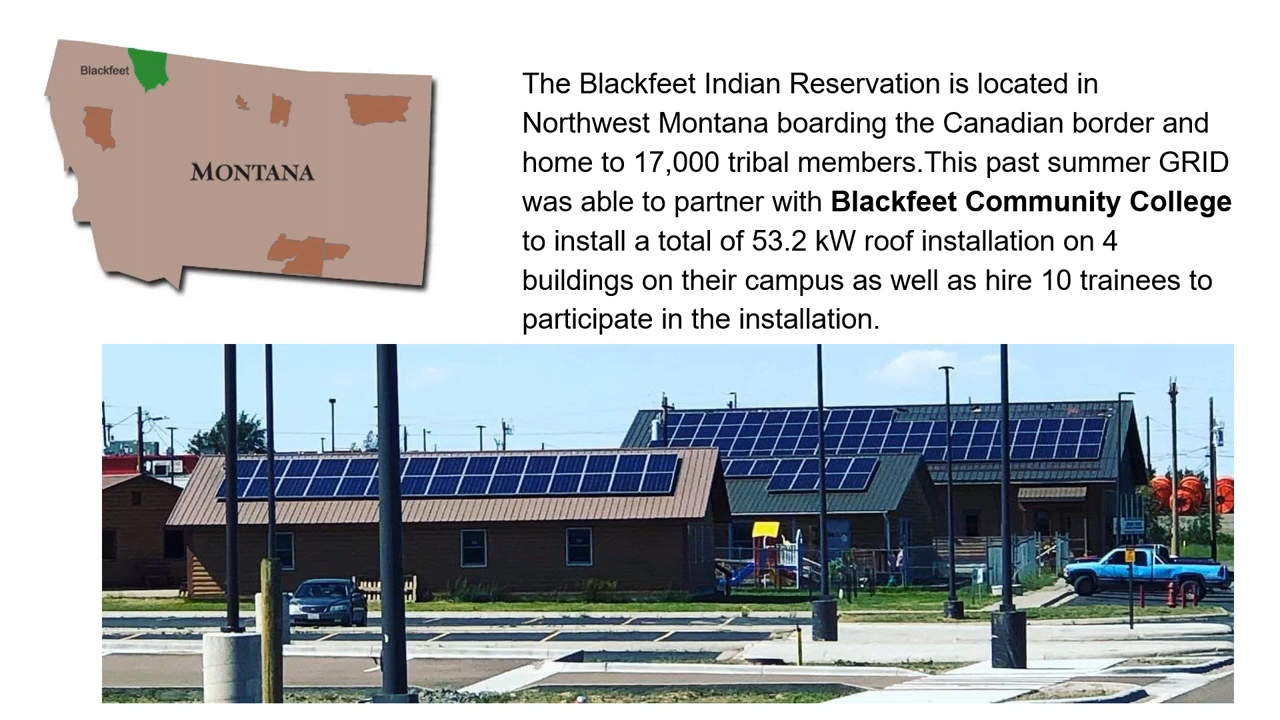 Blackfeet
MONTANA
The Blackfeet Indian Reservation is located in
Northwest Montana boarding the Canadian border and
home to 17,000 tribal members.This past summer GRID
was able to partner with Blackfeet Community College
to install a total of 53.2 kW roof installation on 4
buildings on their campus as well as hire 10 trainees to
participate in the installation.